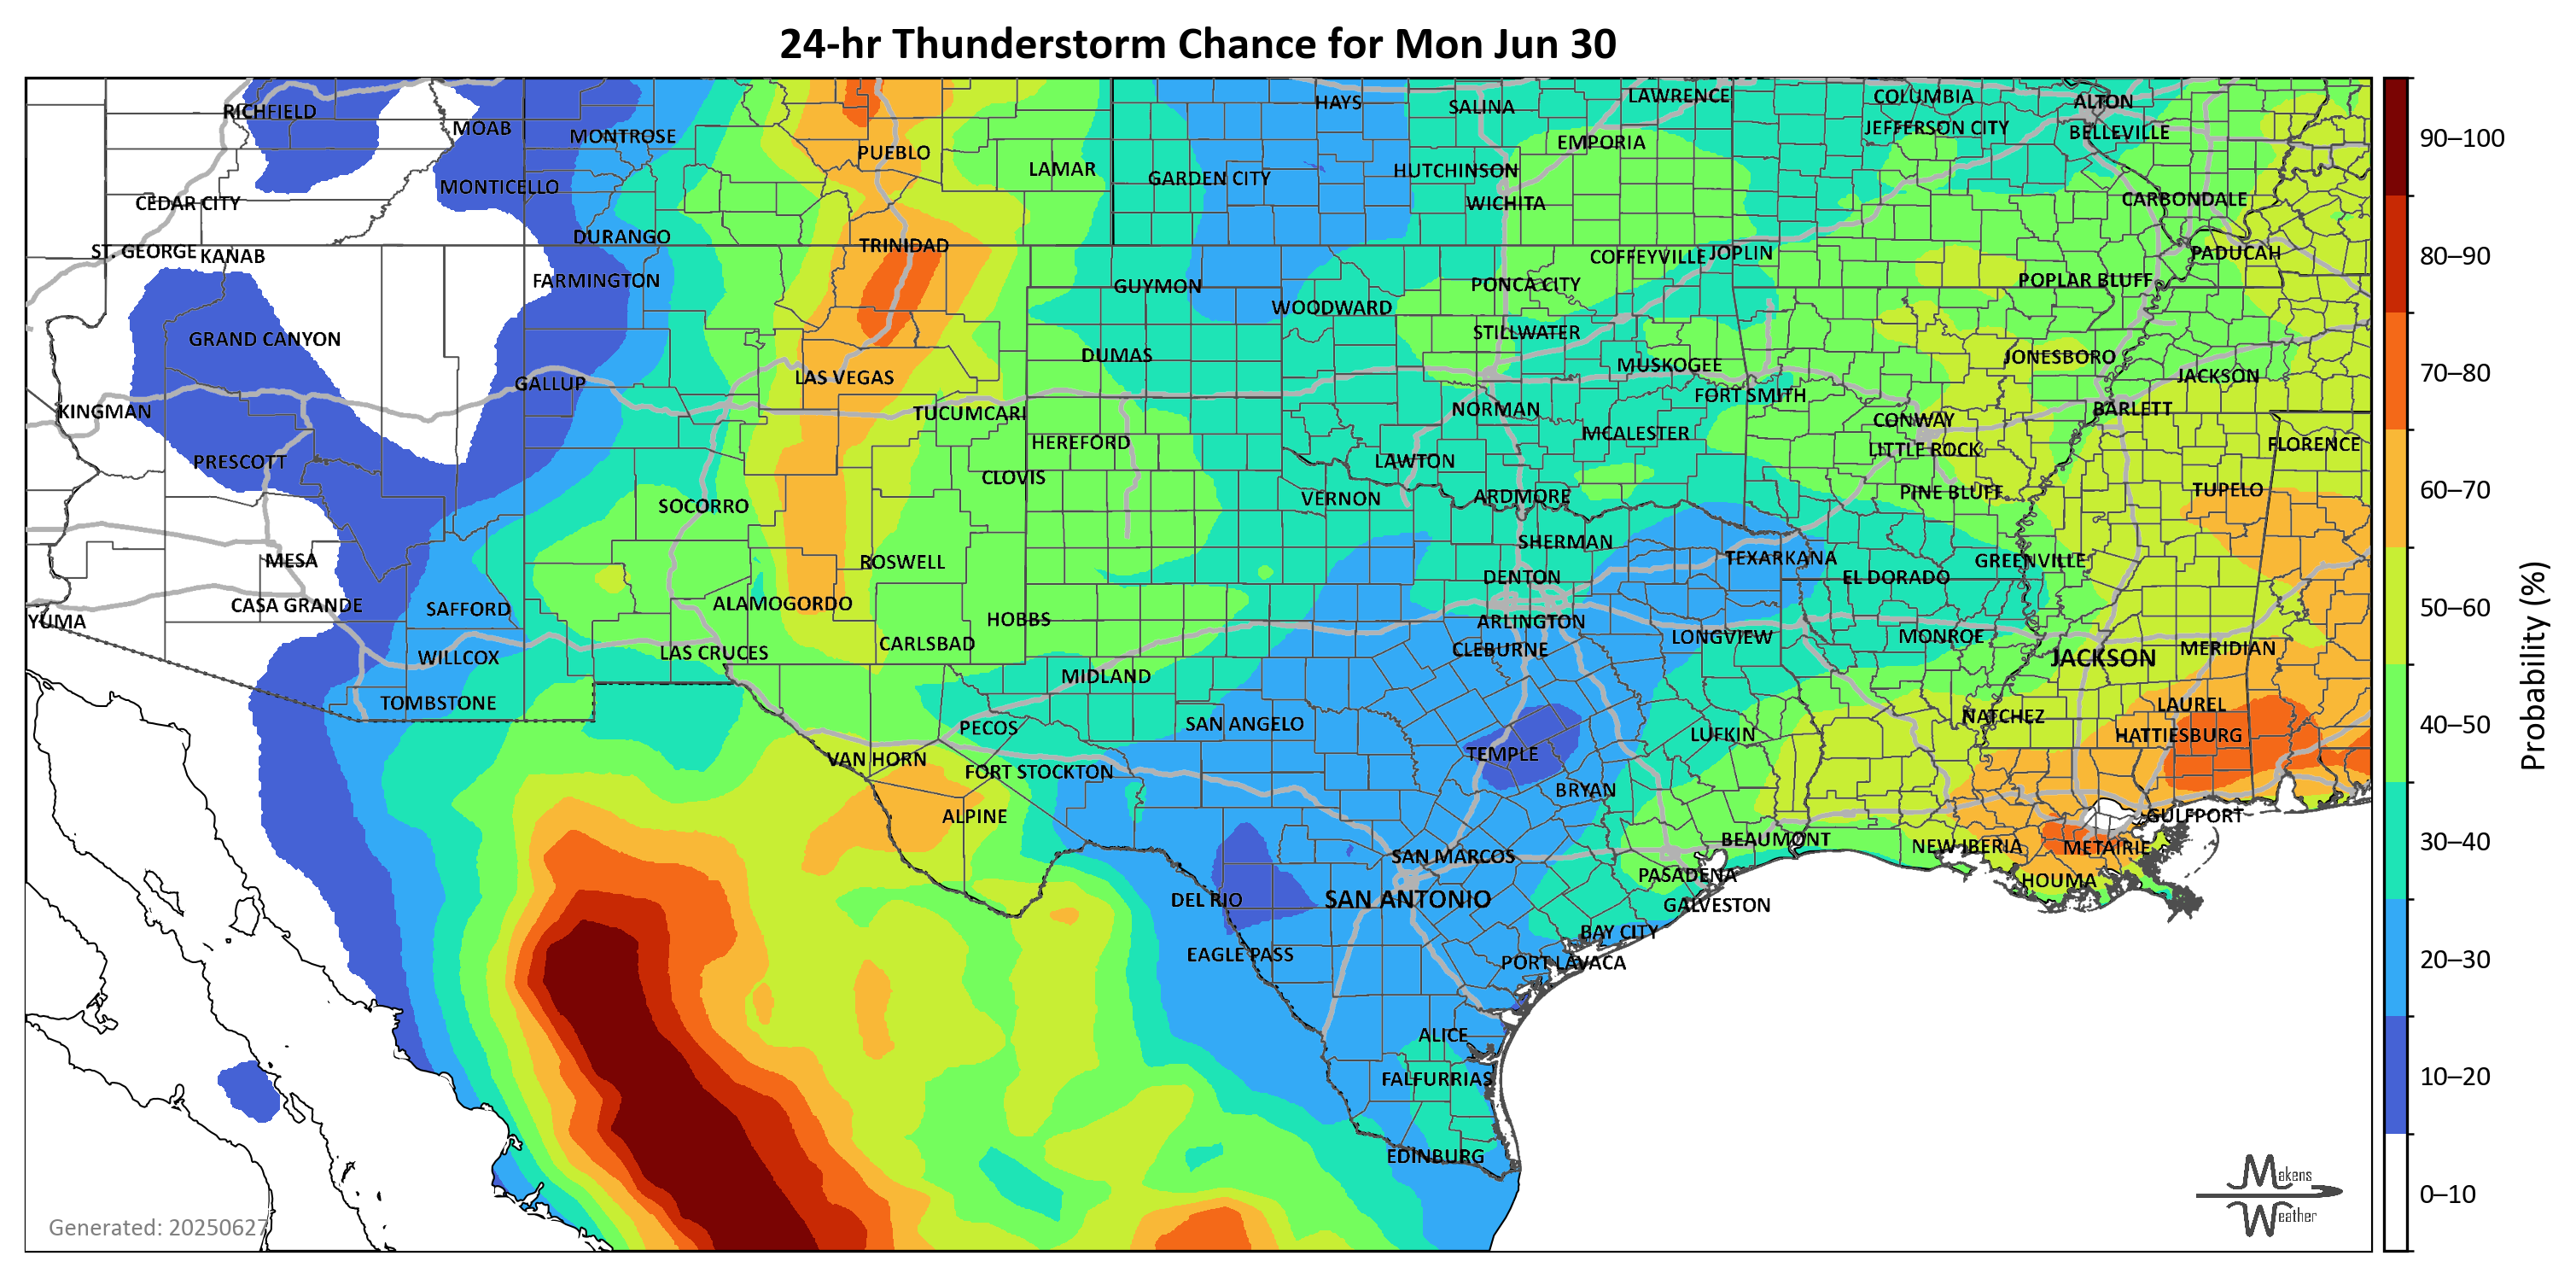 24-hr Thunderstorm Chance for Mon Jun 30
RICHFIELD
MOAB
MONTROSE
PUEBLO
LAMAR
HAYS
SALINA
LAWRENCE
COLUMBIA
ALTON
JEFFERSON CITY
BELLEVILLE
EMPORIA
HUTCHINSON
GARDEN CITY
WICHITA
MONTICELLO
CEDAR CITY
CARBONDALE
DURANGO
TRINIDAD
ST. GEORGE
KANAB
COFFEYVILLE
JOPLIN
PADUCAH
FARMINGTON
GUYMON
PONCA CITY
POPLAR BLUFF
WOODWARD
GRAND CANYON
STILLWATER
DUMAS
MUSKOGEE
JONESBORO
LAS VEGAS
GALLUP
JACKSON
FORT SMITH
KINGMAN
TUCUMCARI
NORMAN
BARLETT
CONWAY
HEREFORD
MCALESTER
LITTLE ROCK
FLORENCE
PRESCOTT
CLOVIS
LAWTON
TUPELO
SOCORRO
VERNON
ARDMORE
PINE BLUFF
MESA
ROSWELL
SHERMAN
TEXARKANA
GREENVILLE
DENTON
EL DORADO
CASA GRANDE
SAFFORD
ALAMOGORDO
YUMA
HOBBS
ARLINGTON
LONGVIEW
MONROE
WILLCOX
LAS CRUCES
CARLSBAD
CLEBURNE
JACKSON
MERIDIAN
TOMBSTONE
MIDLAND
PECOS
SAN ANGELO
LUFKIN
NATCHEZ
LAUREL
HATTIESBURG
VAN HORN
FORT STOCKTON
TEMPLE
BRYAN
ALPINE
GULFPORT
BEAUMONT
NEW IBERIA
METAIRIE
SAN MARCOS
PASADENA
HOUMA
DEL RIO
SAN ANTONIO
GALVESTON
BAY CITY
EAGLE PASS
PORT LAVACA
ALICE
FALFURRIAS
EDINBURG
Generated: 20250627
Makens
Weather
90–100
80–90
70–80
60–70
50–60
40–50
30–40
20–30
10–20
0–10
Probability (%)